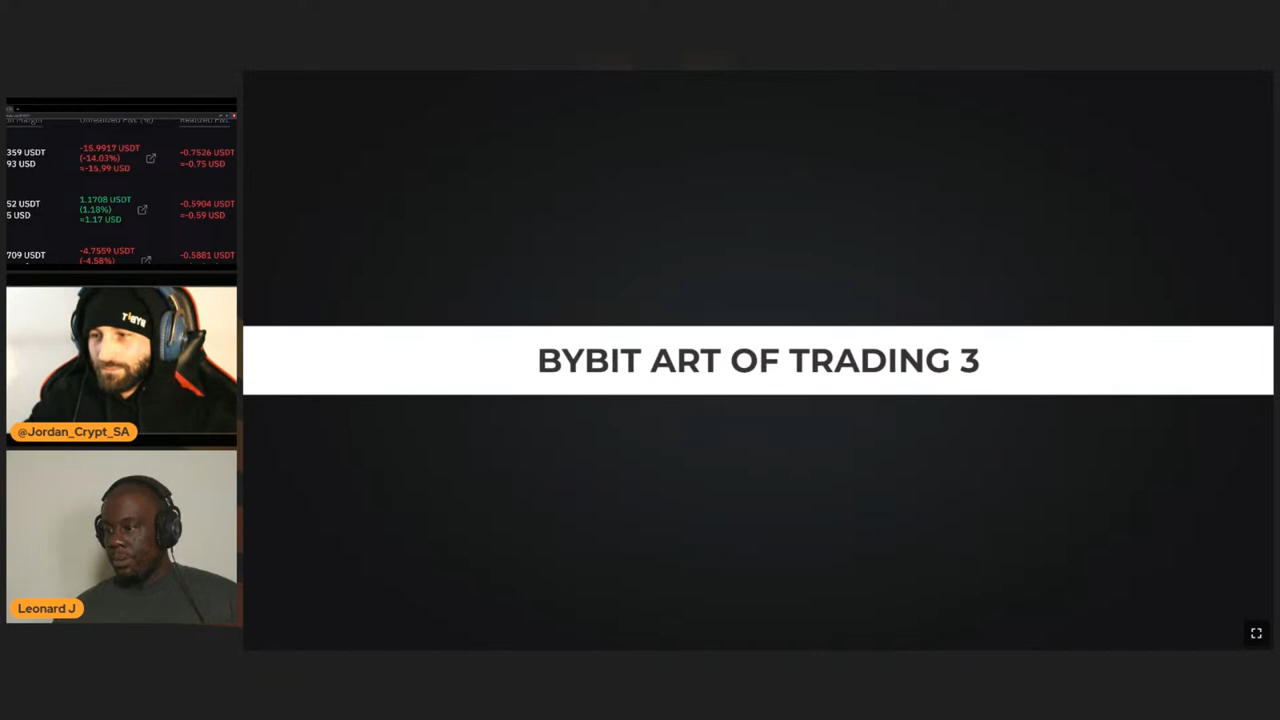 Unrealized P&L (%)
Realized P&L
359 USDT
93 USD
-15.9917 USDT
(-14.03%)
≈-15.99 USD
-0.7526 USDT
≈-0.75 USD
52 USDT
5 USD
1.1708 USDT
(1.18%)
≈1.17 USD
-0.5904 USDT
≈-0.59 USD
709 USDT
-4.7559 USDT
(-4.58%)
-0.5881 USDT
@Jordan_Crypt_SA
Leonard J
BYBIT ART OF TRADING 3